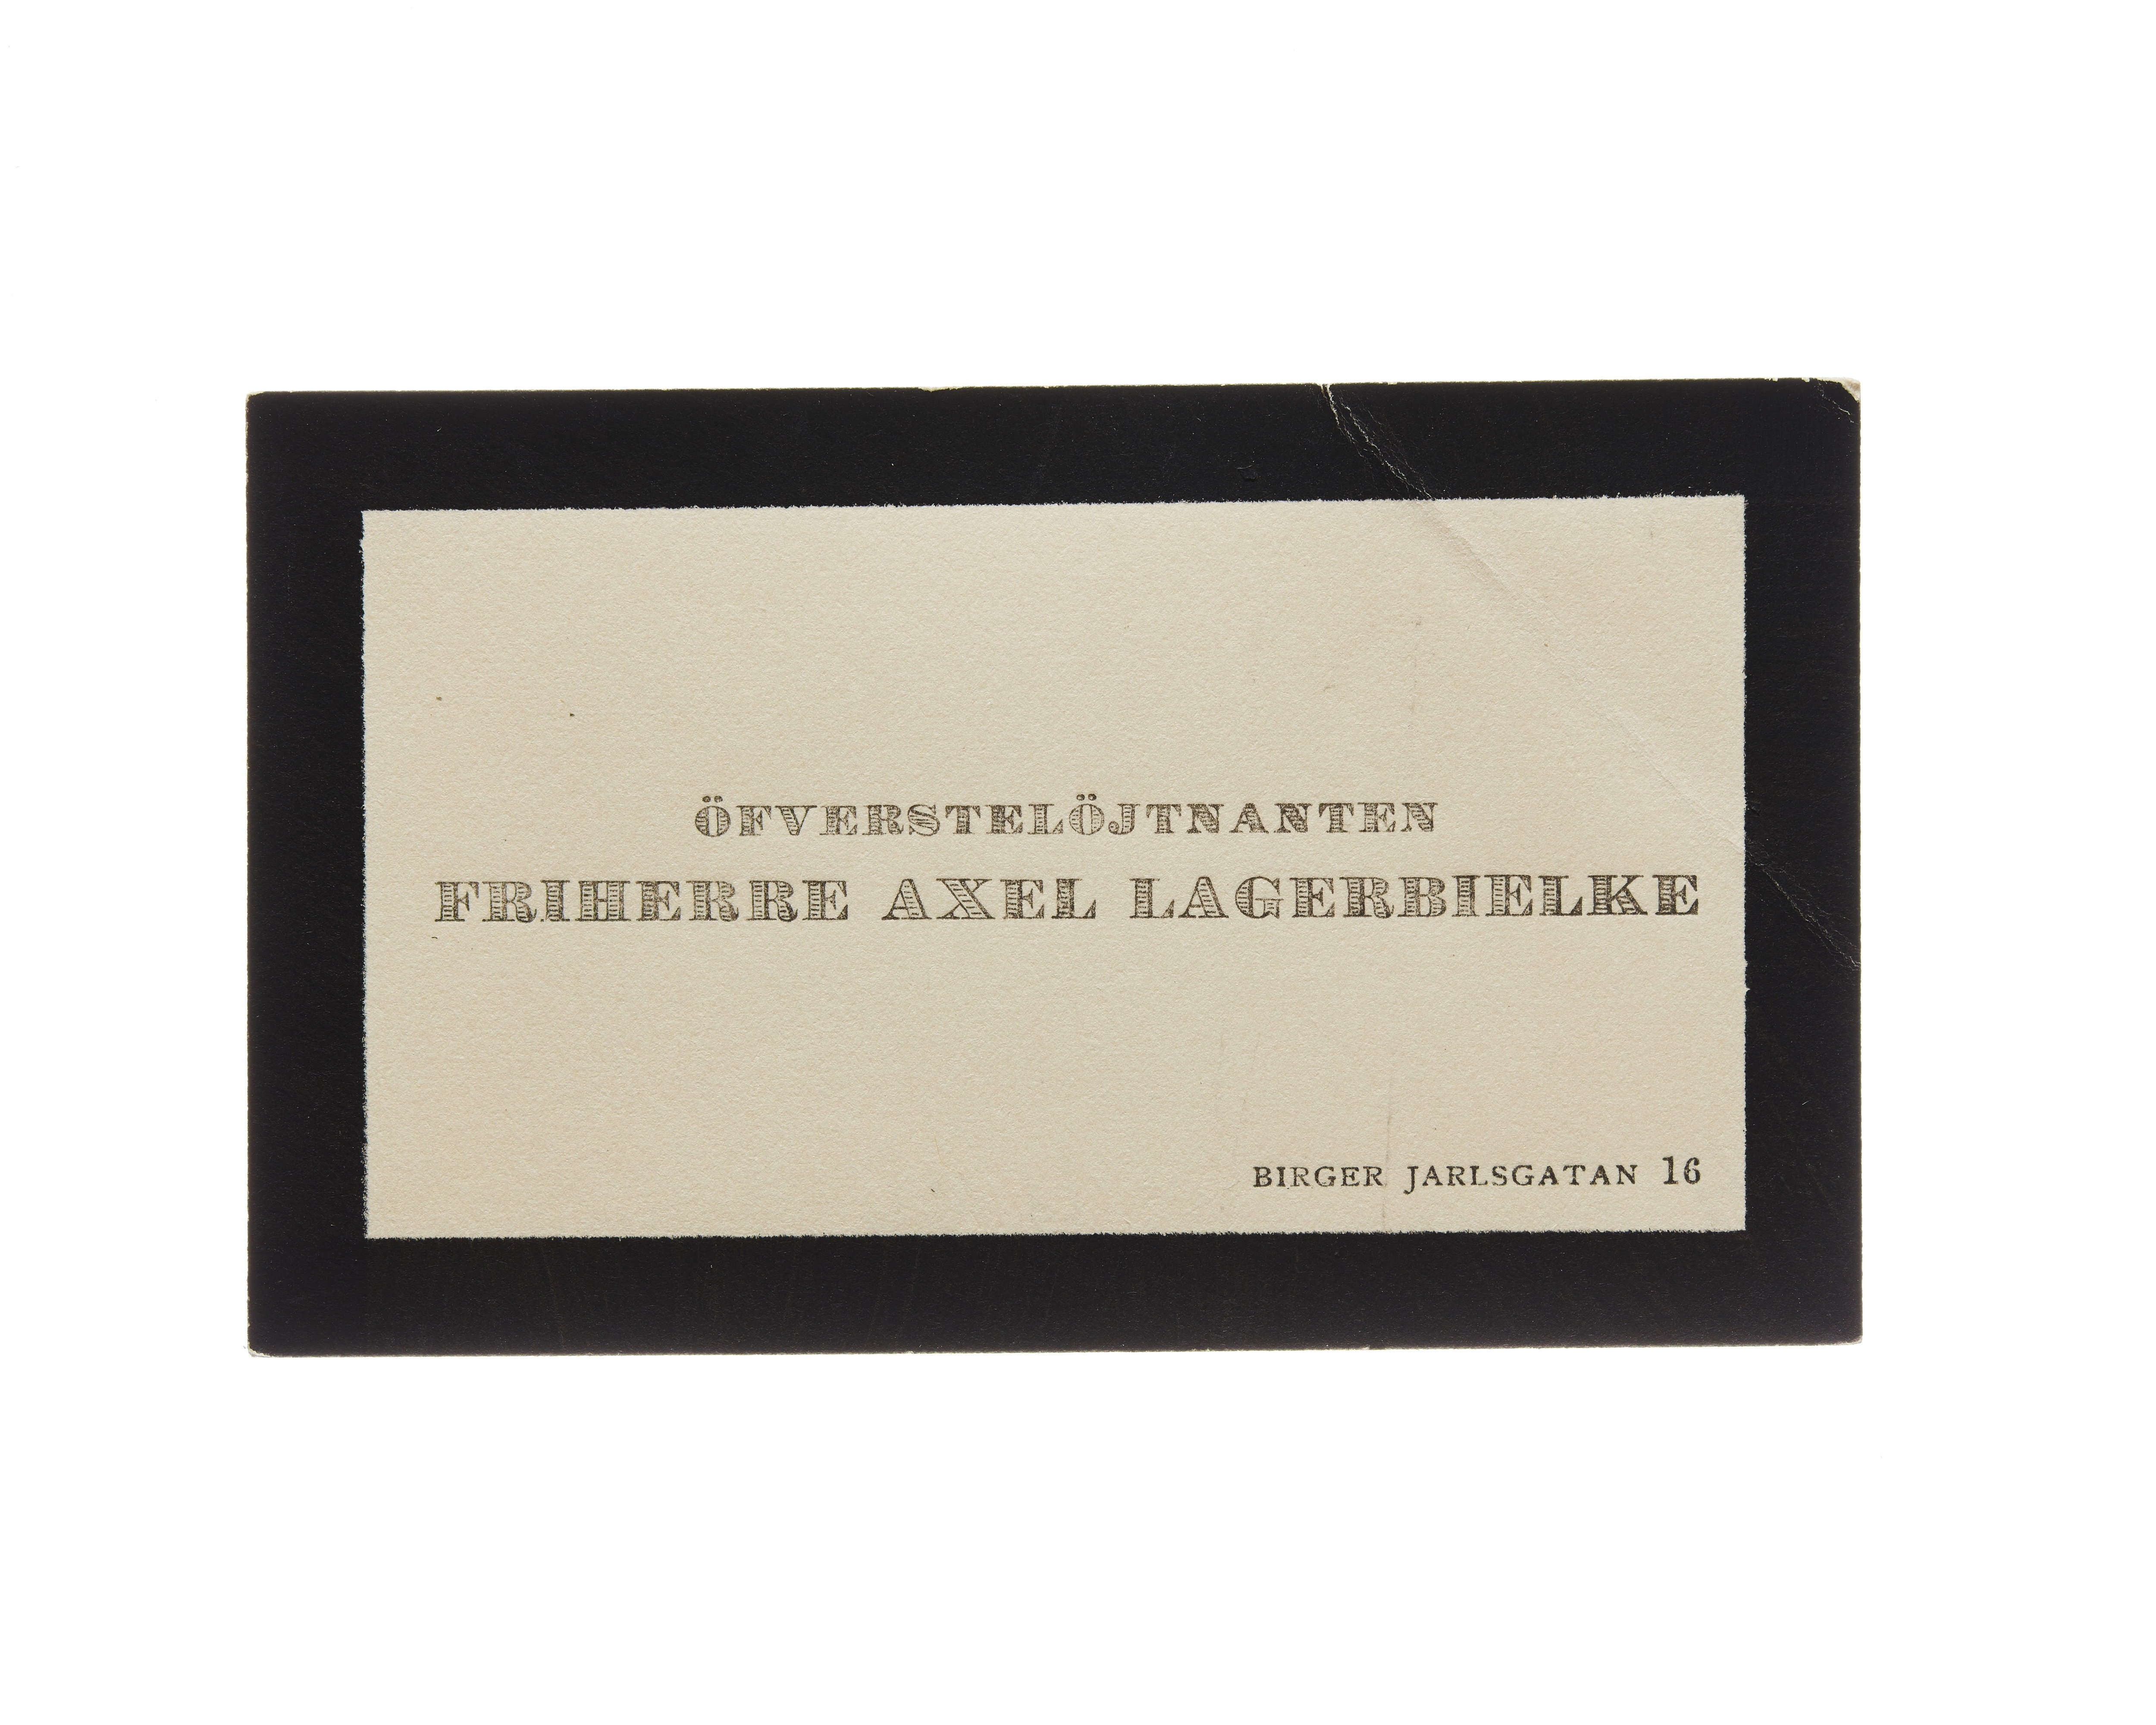 ÖFVERSTELÖJTNANTEN
FRIHERRE AXEL LAGERBIELKE
BIRGER JARLSGATAN 16